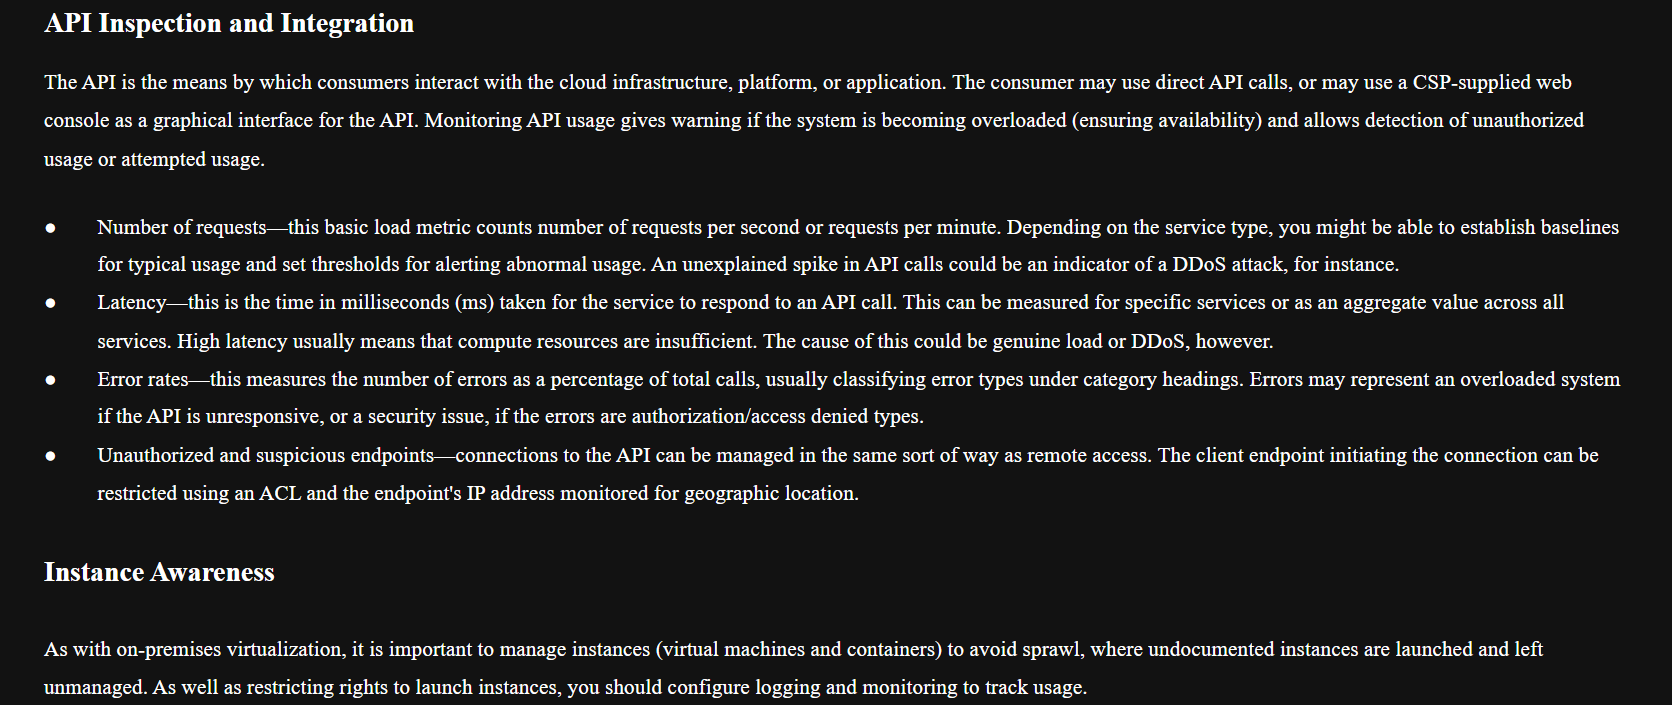 API Inspection and Integration
The API is the means by which consumers interact with the cloud infrastructure, platform, or application. The consumer may use direct API calls, or may use a CSP-supplied web
console as a graphical interface for the API. Monitoring API usage gives warning if the system is becoming overloaded (ensuring availability) and allows detection of unauthorized
usage or attempted usage.
● Number of requests—this basic load metric counts number of requests per second or requests per minute. Depending on the service type, you might be able to establish baselines
for typical usage and set thresholds for alerting abnormal usage. An unexplained spike in API calls could be an indicator of a DDoS attack, for instance.
● Latency—this is the time in milliseconds (ms) taken for the service to respond to an API call. This can be measured for specific services or as an aggregate value across all
services. High latency usually means that compute resources are insufficient. The cause of this could be genuine load or DDoS, however.
● Error rates—this measures the number of errors as a percentage of total calls, usually classifying error types under category headings. Errors may represent an overloaded system
if the API is unresponsive, or a security issue, if the errors are authorization/access denied types.
● Unauthorized and suspicious endpoints—connections to the API can be managed in the same sort of way as remote access. The client endpoint initiating the connection can be
restricted using an ACL and the endpoint's IP address monitored for geographic location.
Instance Awareness
As with on-premises virtualization, it is important to manage instances (virtual machines and containers) to avoid sprawl, where undocumented instances are launched and left
unmanaged. As well as restricting rights to launch instances, you should configure logging and monitoring to track usage.